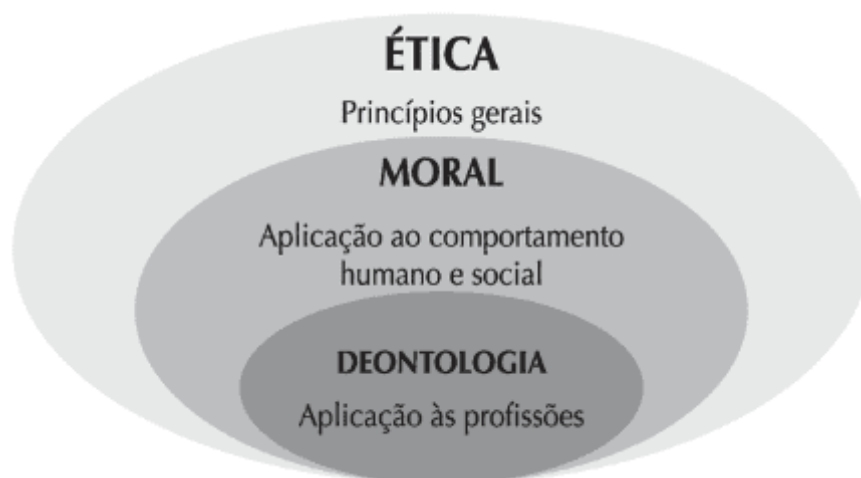 ÉTICA
Princípios gerais
MORAL
Aplicação ao comportamento
humano e social
DEONTOLOGIA
Aplicação às profissões